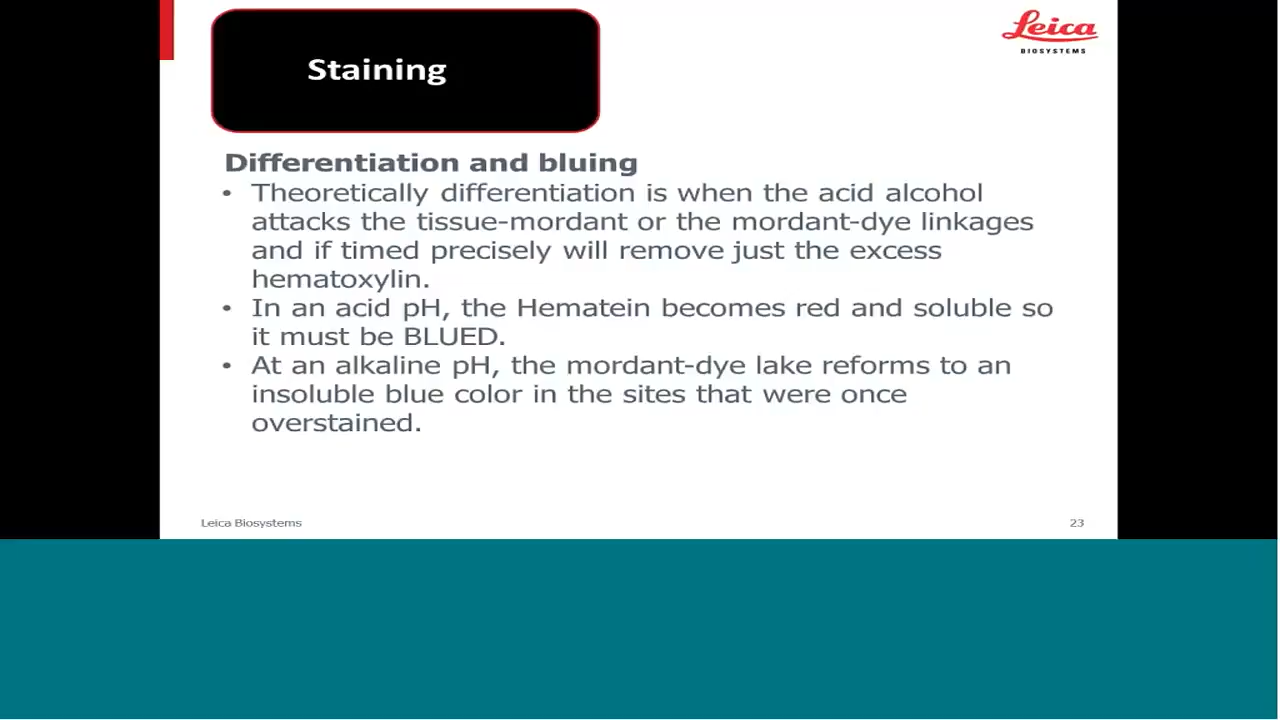 Staining
Leica
BIOSYSTEMS
Differentiation and bluing
• Theoretically differentiation is when the acid alcohol
attacks the tissue-mordant or the mordant-dye linkages
and if timed precisely will remove just the excess
hematoxylin.
• In an acid pH, the Hematein becomes red and soluble so
it must be BLUED.
• At an alkaline pH, the mordant-dye lake reforms to an
insoluble blue color in the sites that were once
overstained.
Leica Biosystems
23